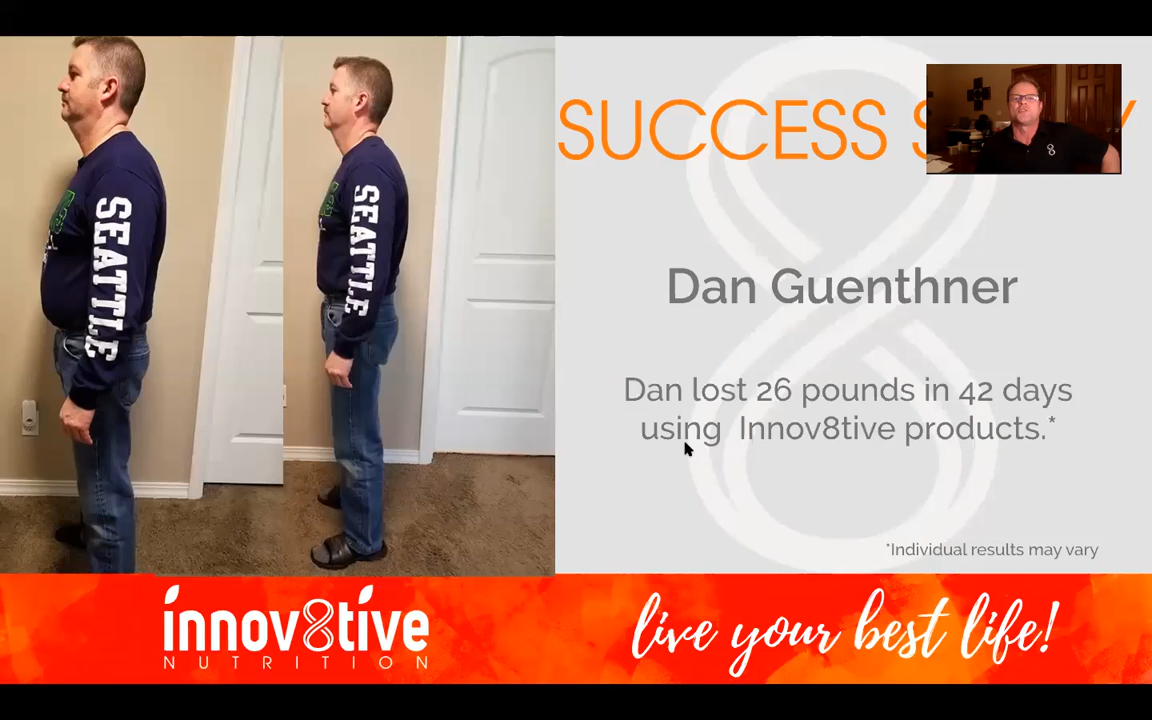 SEATTLE
SEATTLE
SUCCESS
Dan Guenthner
Dan lost 26 pounds in 42 days
using Innov8tive products.*
*Individual results may vary
innov8tive
NUTRITION
live your best life!